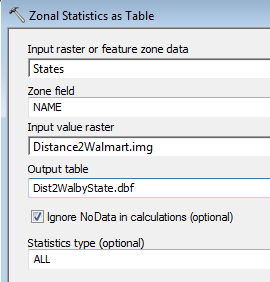 Zonal Statistics as Table
Input raster or feature zone data
States
Zone field
NAME
Input value raster
Distance2Walmart.img
Output table
Dist2WalbyState.dbf
Ignore NoData in calculations (optional)
Statistics type (optional)
ALL